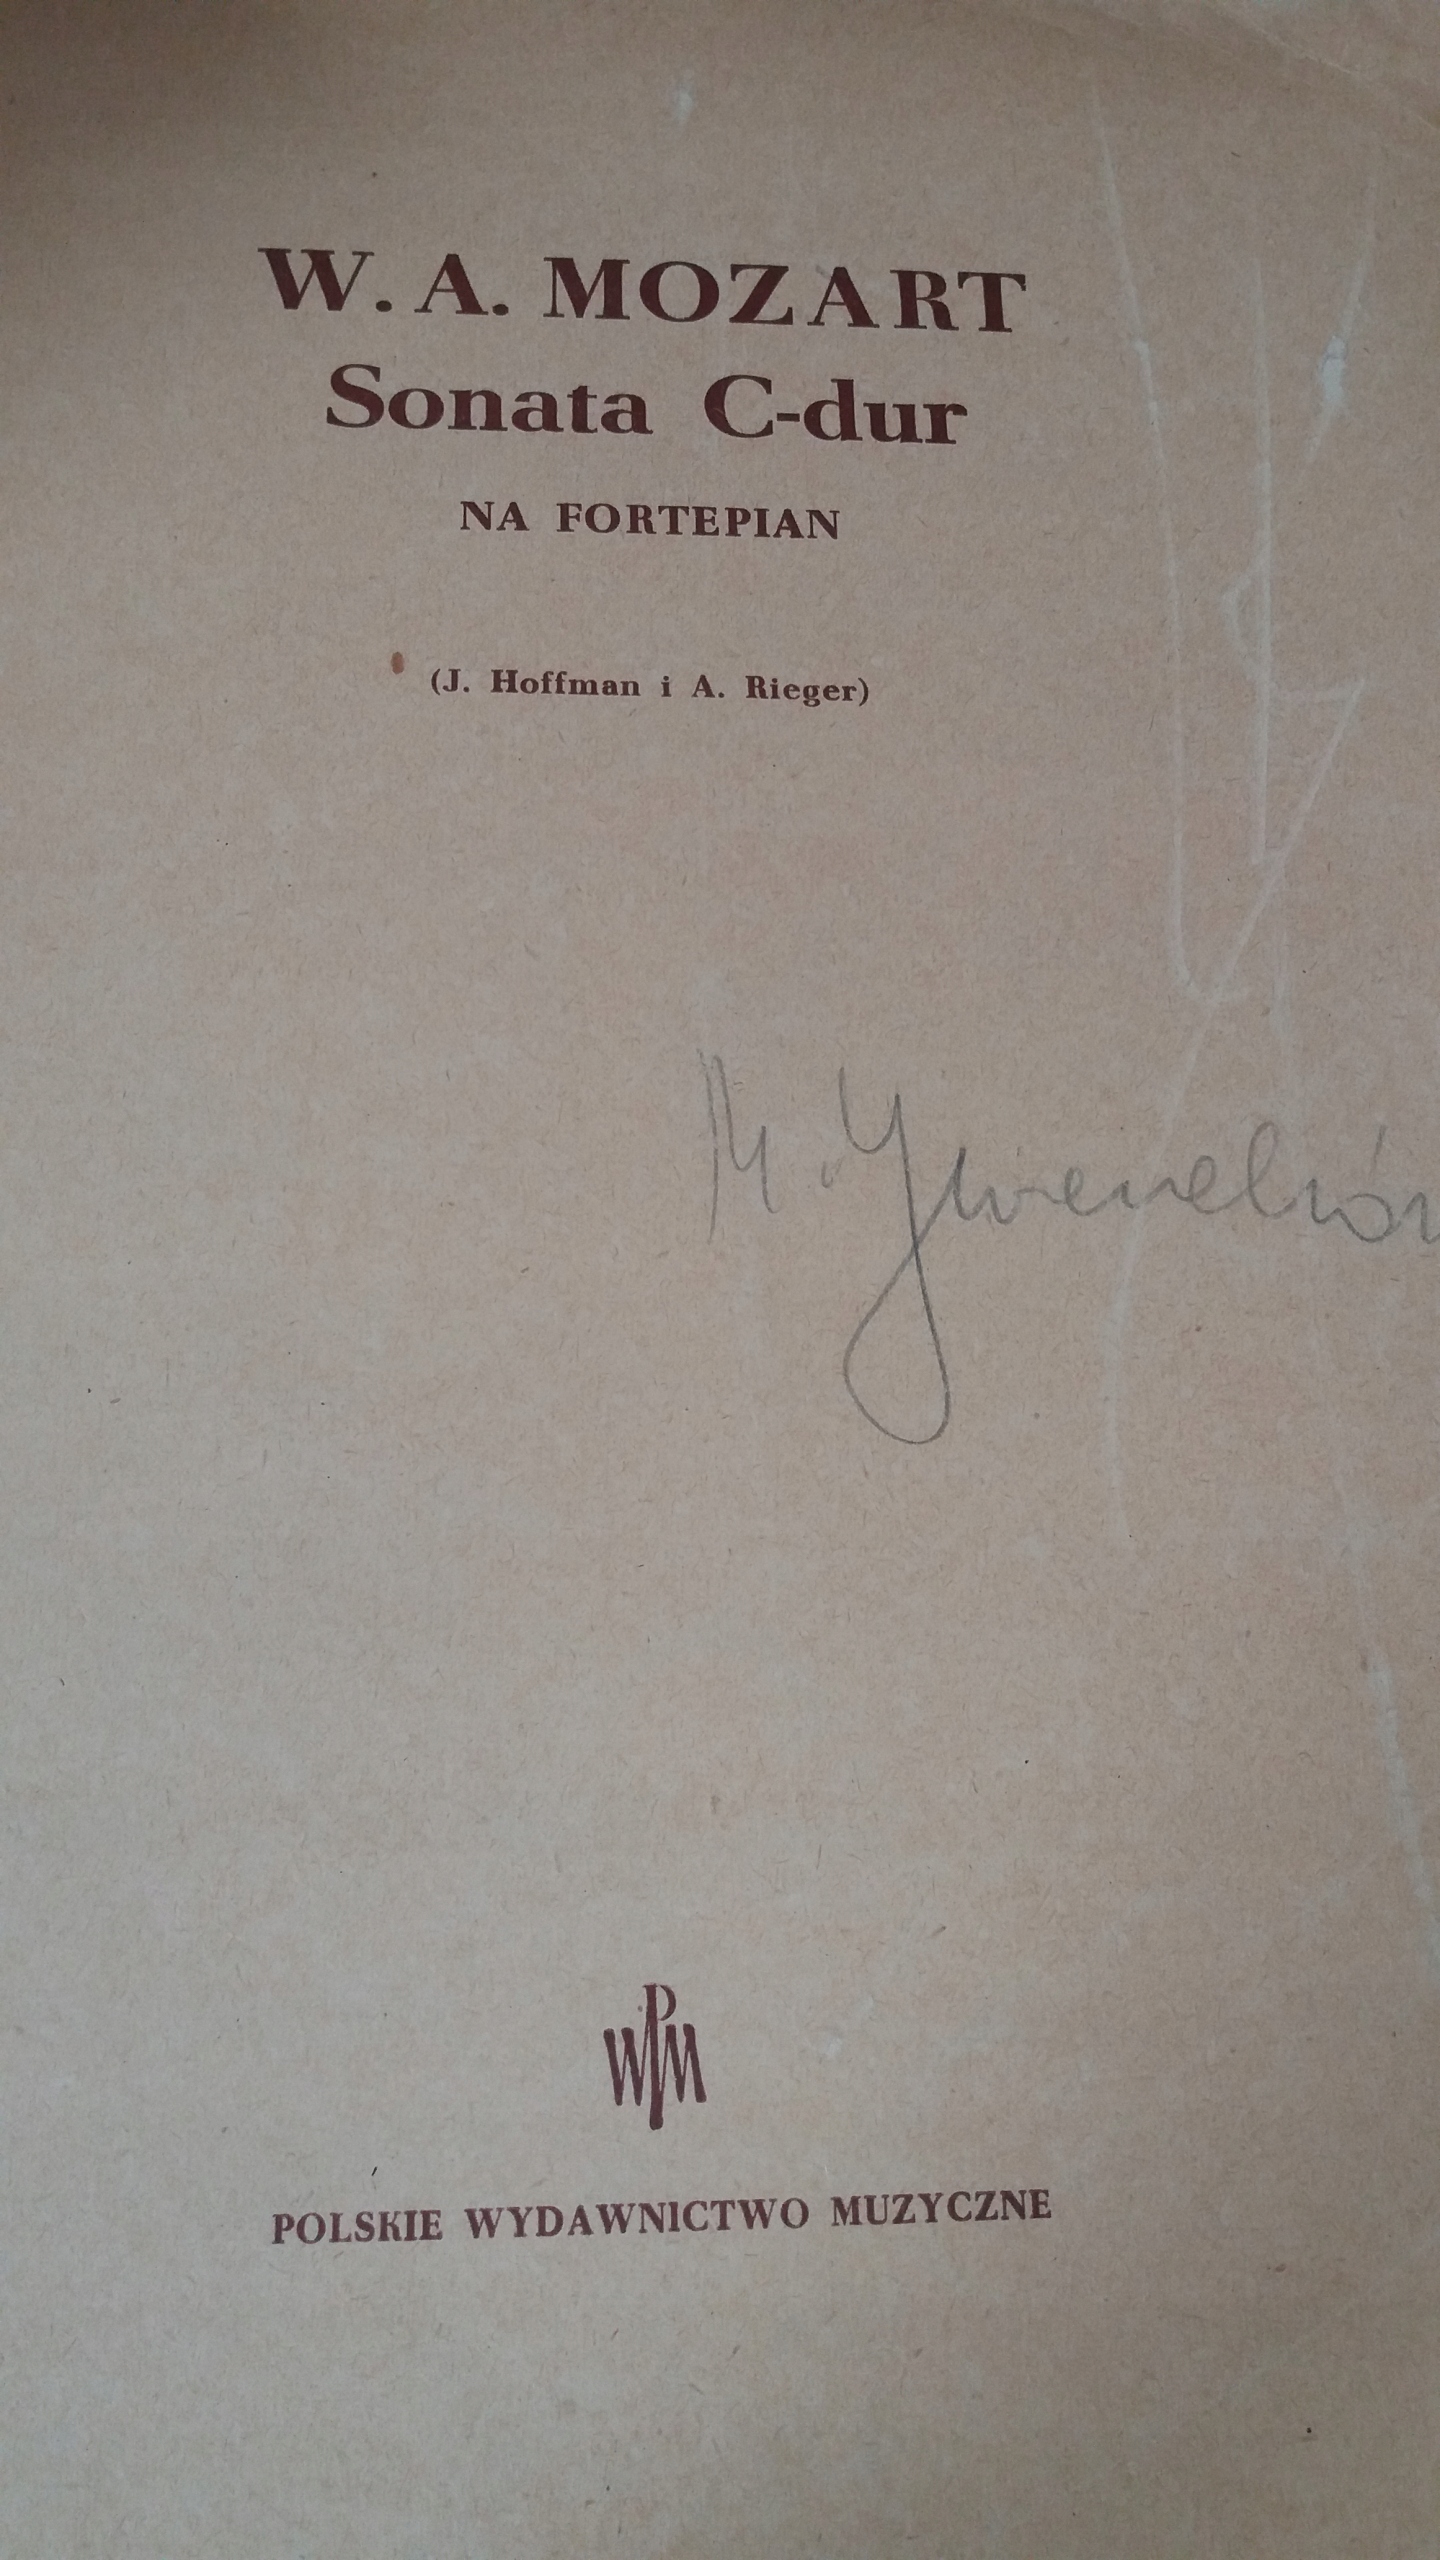 W. A. MOZART
Sonata C-dur
NA FORTEPIAN
(J. Hoffman i A. Rieger)
PWM
POLSKIE WYDAWNICTWO MUZYCZNE